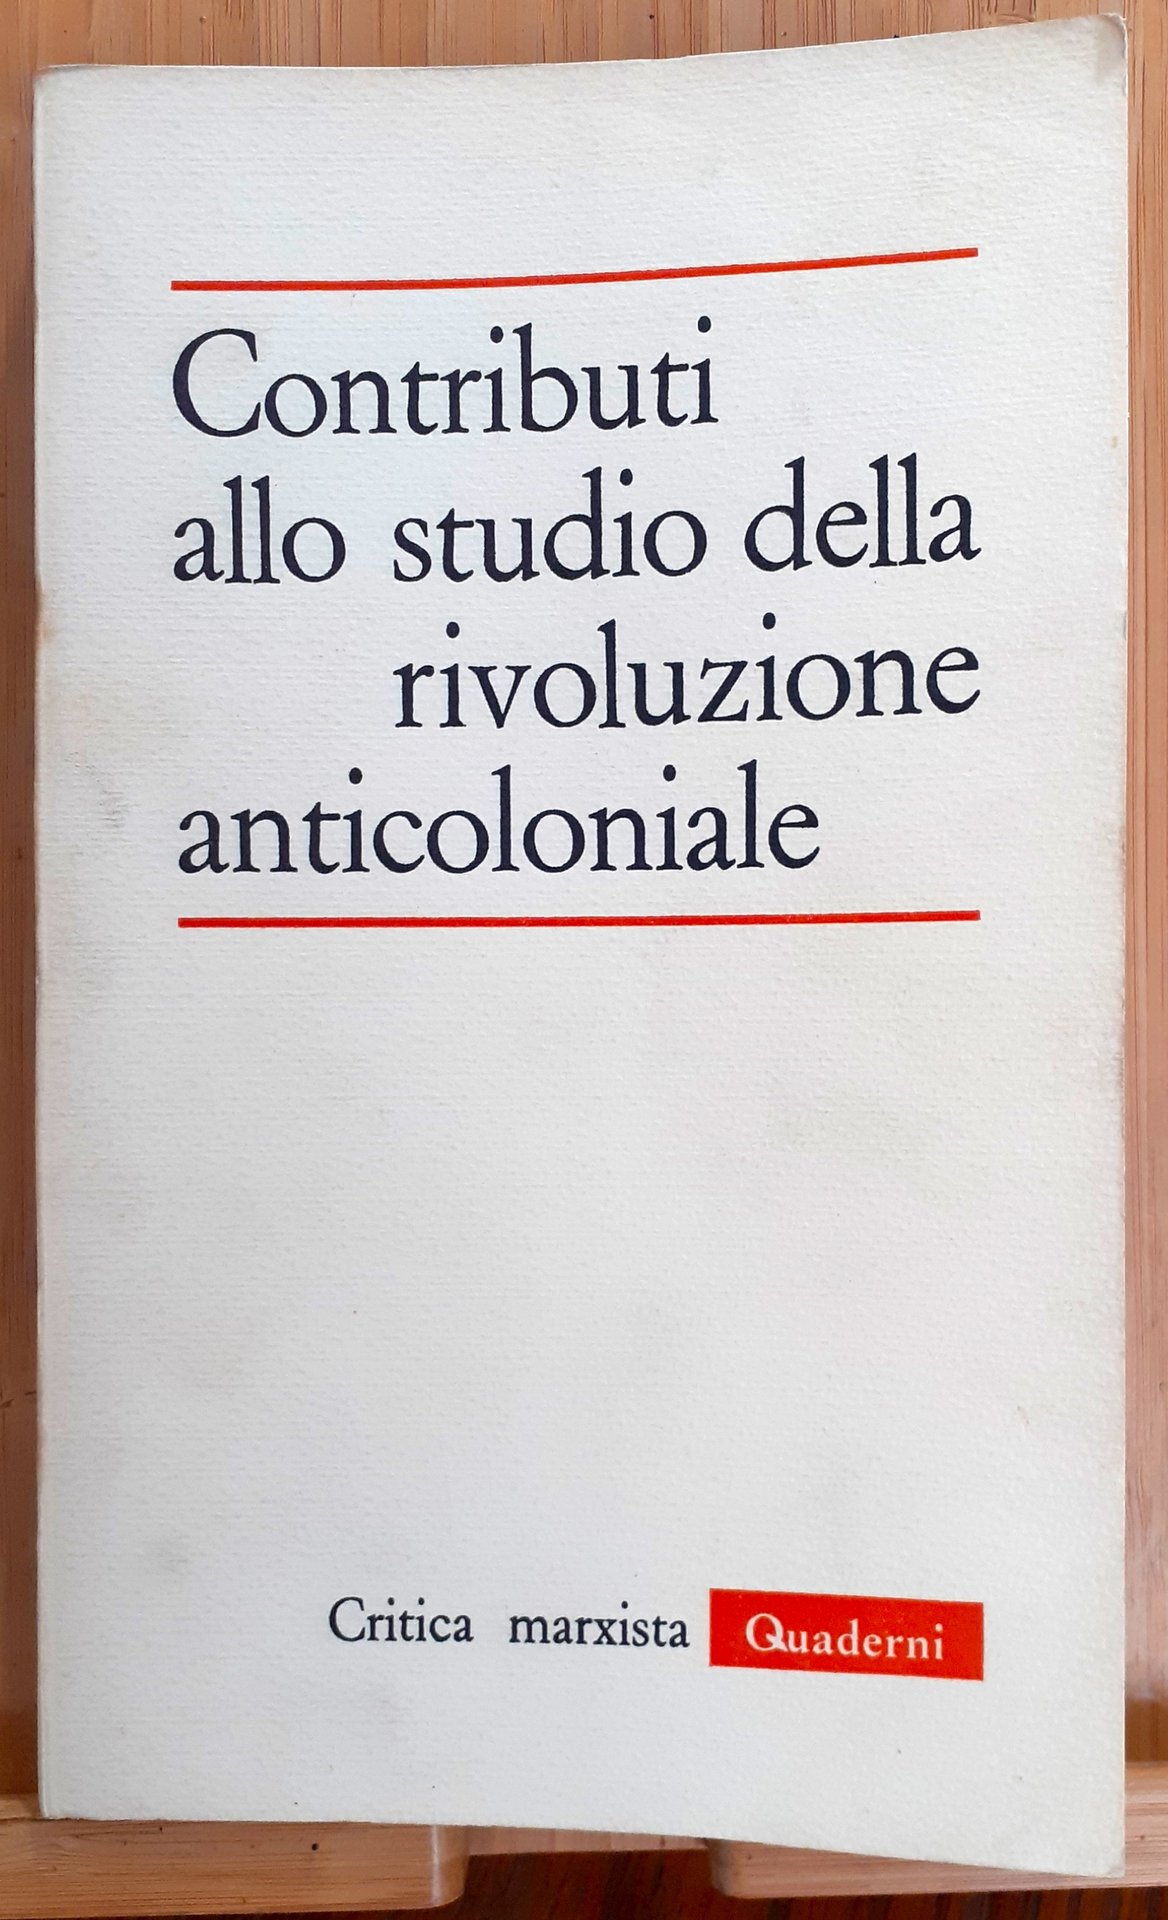 Contributi
allo studio della
rivoluzione
anticoloniale
Critica marxista Quaderni